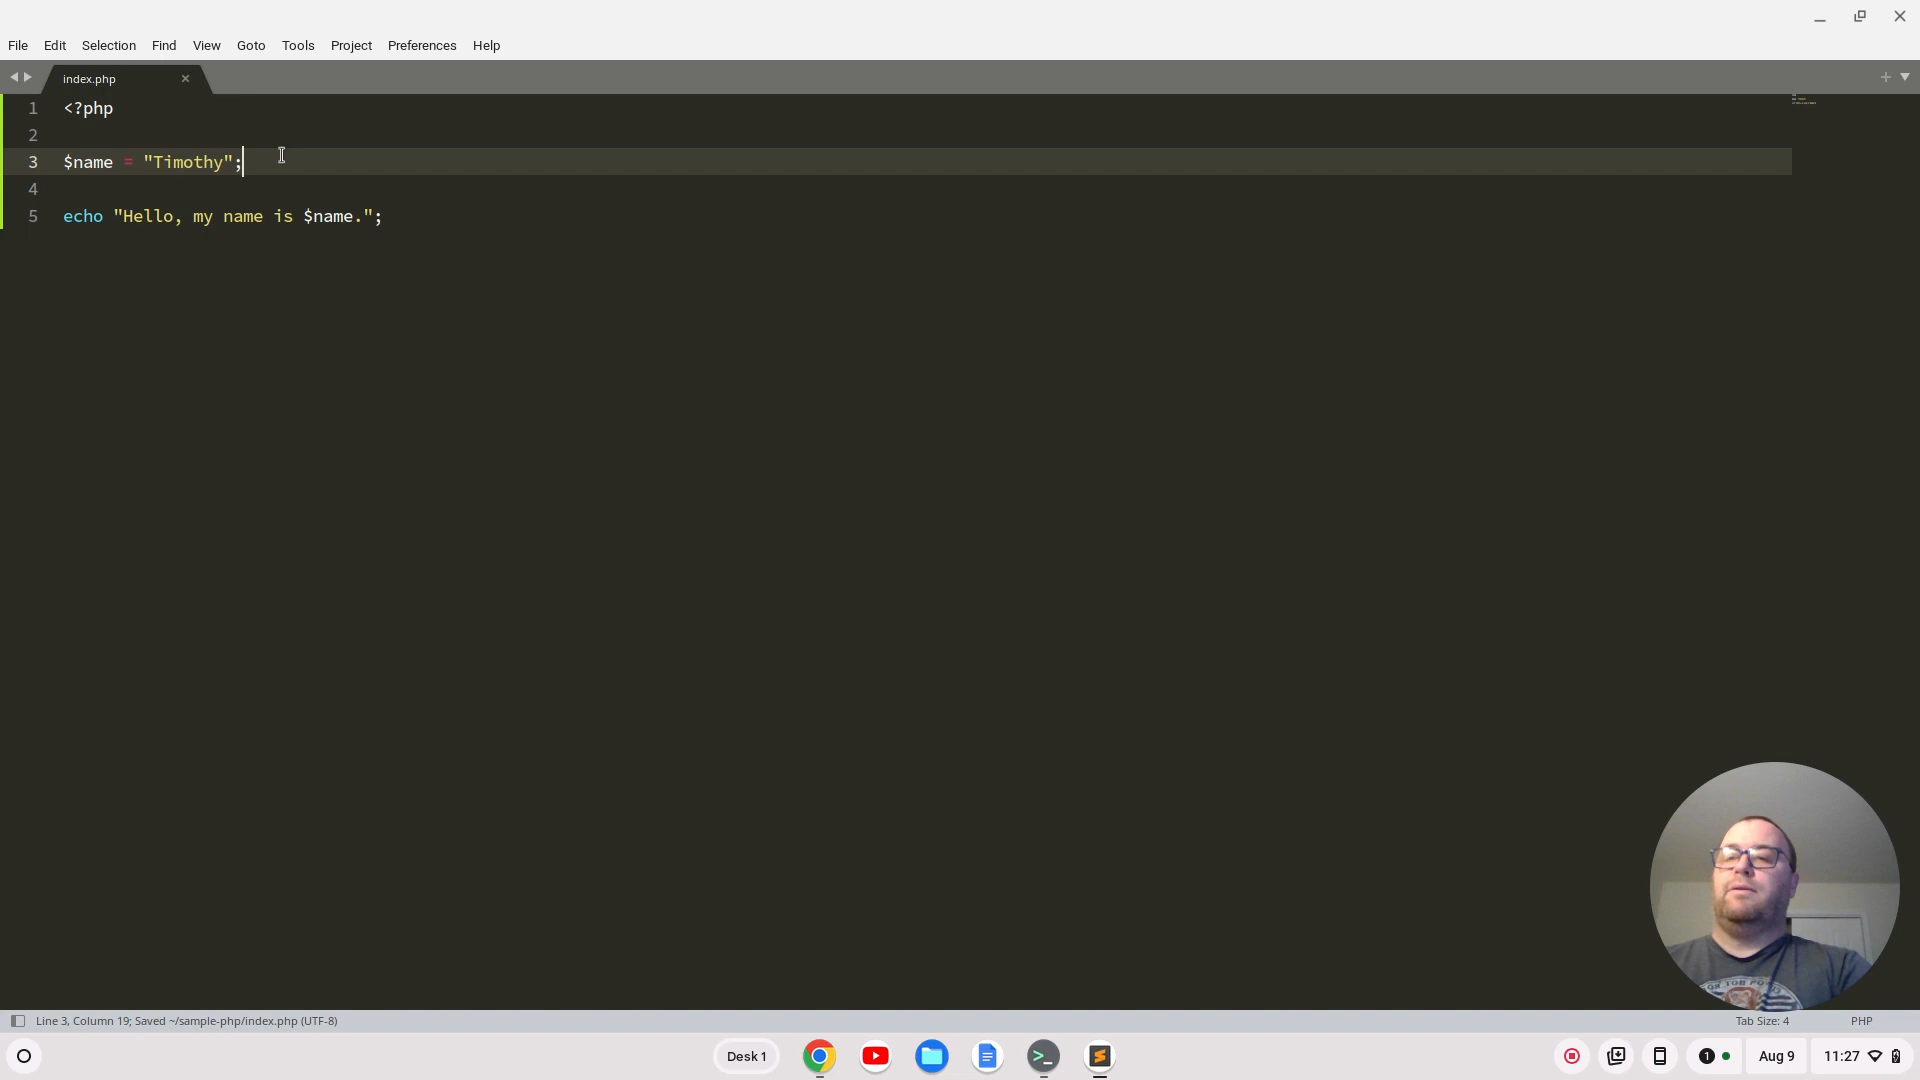 File Edit Selection Find View Goto Tools Project Preferences Help
index.php
1 <?php
2
3 $name = "Timothy";
4
5 echo "Hello, my name is $name.";
Line 3, Column 19; Saved ~/sample-php/index.php (UTF-8) Tab Size: 4 PHP
Desk 1 1 Aug 9 11:27